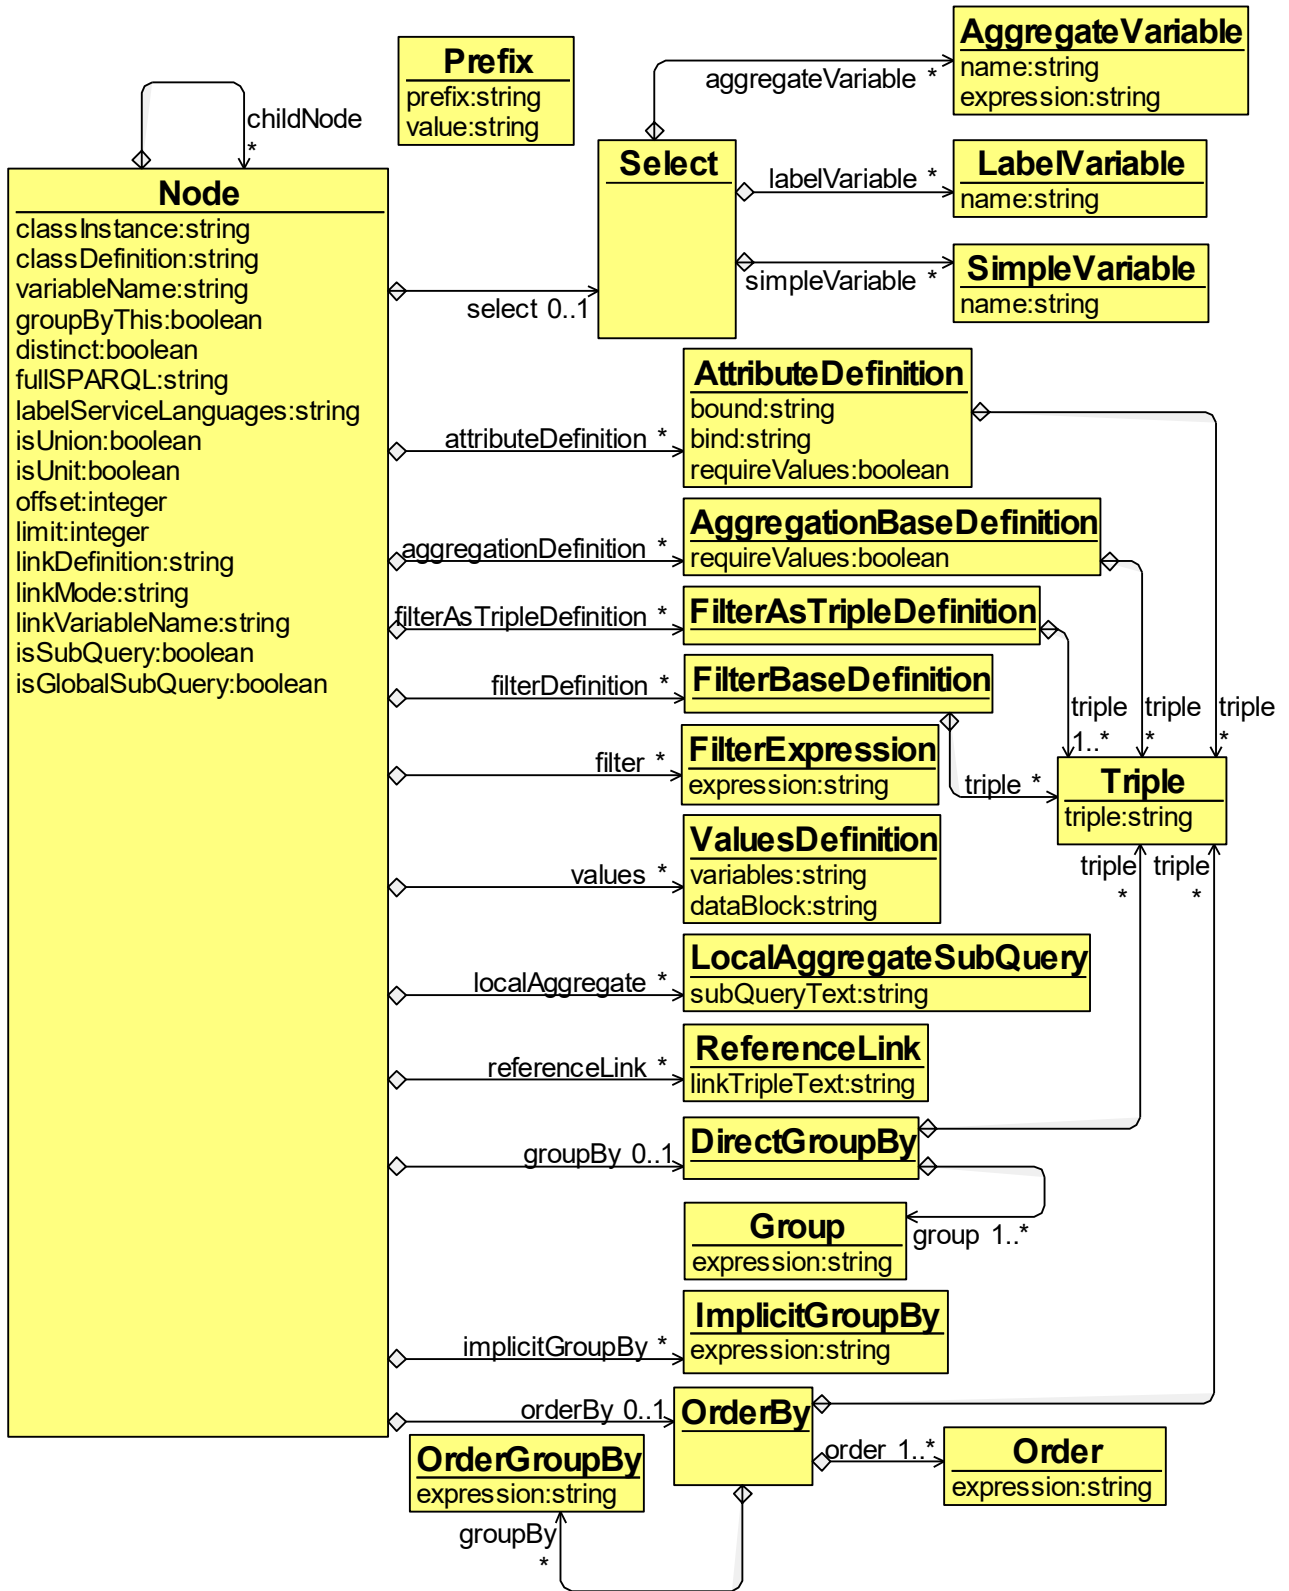 Prefix
prefix:string
value:string
AggregateVariable
name:string
expression:string
aggregateVariable *
childNode
*
Node
classInstance:string
classDefinition:string
variableName:string
groupByThis:boolean
distinct:boolean
fullSPARQL:string
labelServiceLanguages:string
isUnion:boolean
isUnit:boolean
offset:integer
limit:integer
linkDefinition:string
linkMode:string
linkVariableName:string
isSubQuery:boolean
isGlobalSubQuery:boolean
Select
labelVariable *
LabelVariable
name:string
simpleVariable *
SimpleVariable
name:string
select 0..1
AttributeDefinition
bound:string
bind:string
requireValues:boolean
attributeDefinition *
AggregationBaseDefinition
requireValues:boolean
aggregationDefinition *
FilterAsTripleDefinition
filterAsTripleDefinition *
FilterBaseDefinition
filterDefinition *
triple
1..*
triple
*
triple
*
FilterExpression
expression:string
filter *
triple *
Triple
triple:string
ValuesDefinition
variables:string
dataBlock:string
values *
triple
*
triple
*
LocalAggregateSubQuery
subQueryText:string
localAggregate *
ReferenceLink
linkTripleText:string
referenceLink *
DirectGroupBy
groupBy 0..1
Group
expression:string
group 1..*
ImplicitGroupBy
expression:string
implicitGroupBy *
OrderBy
orderBy 0..1
order 1..*
Order
expression:string
OrderGroupBy
expression:string
groupBy
*